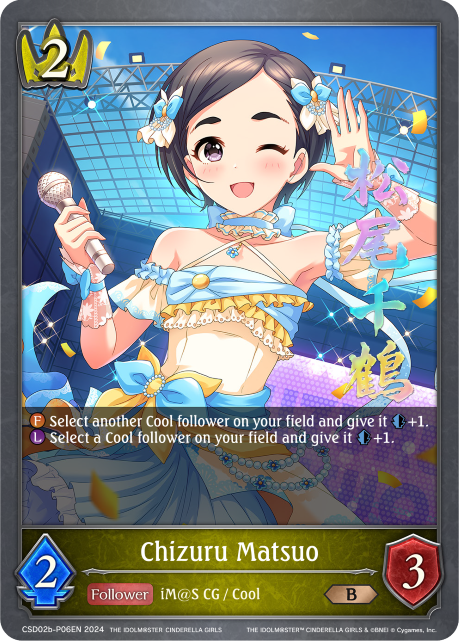 2
松尾千鶴
F Select another Cool follower on your field and give it +1.
L Select a Cool follower on your field and give it +1.
Chizuru Matsuo
2
Follower iM@S CG / Cool
B
3
CSD02b-P06EN 2024 THE IDOLM@STER CINDERELLA GIRLS THE IDOLM@STER™ CINDERELLA GIRLS & ©BNEI © Cygames, Inc.